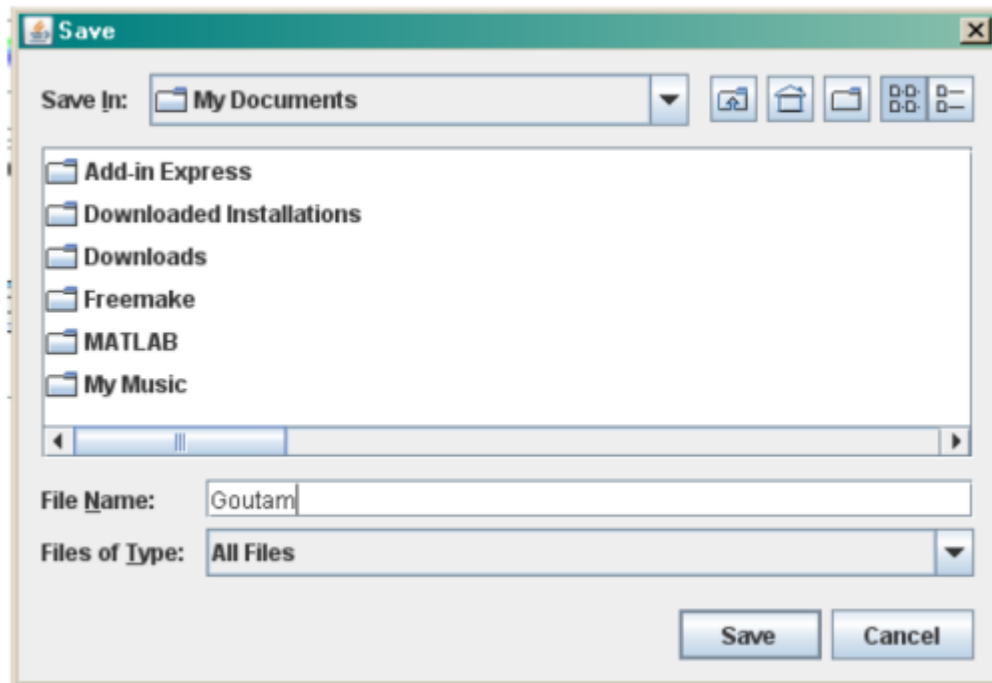 Save
Save In: My Documents
Add-in Express
Downloaded Installations
Downloads
Freemake
MATLAB
My Music
File Name: Goutam
Files of Type: All Files
Save Cancel